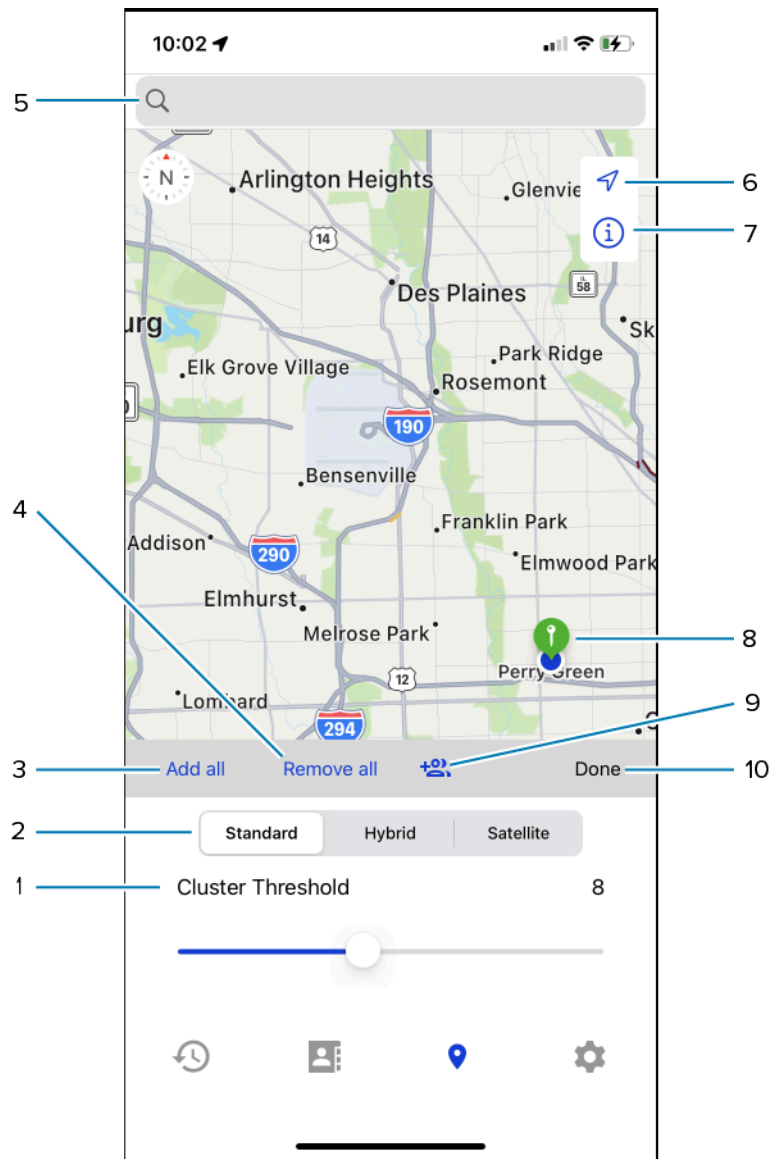 10:02
5
N
Arlington Heights
Glenvie
6
7
14
IL
58
Des Plaines
urg
Sk
Park Ridge
Elk Grove Village
Rosemont
190
Bensenville
4
Franklin Park
Addison
290
Elmwood Park
Elmhurst
Melrose Park
8
Perry Green
12
Lombard
9
294
3
Add all
Remove all
Done
10
2
Standard
Hybrid
Satellite
1
Cluster Threshold
8